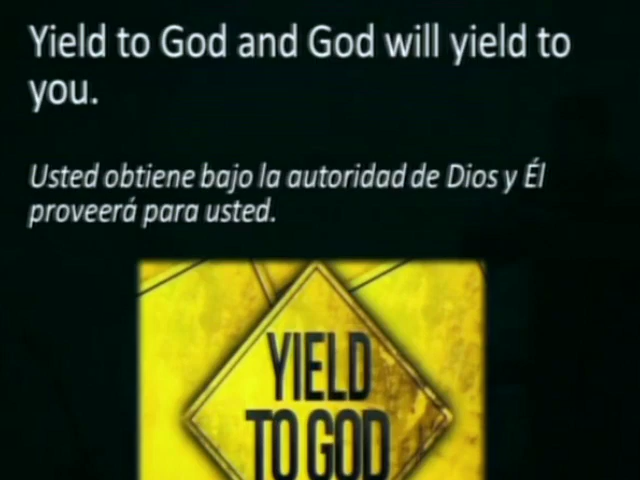 Yield to God and God will yield to
you.
Usted obtiene bajo la autoridad de Dios y Él
proveerá para usted.
YIELD
TO GOD